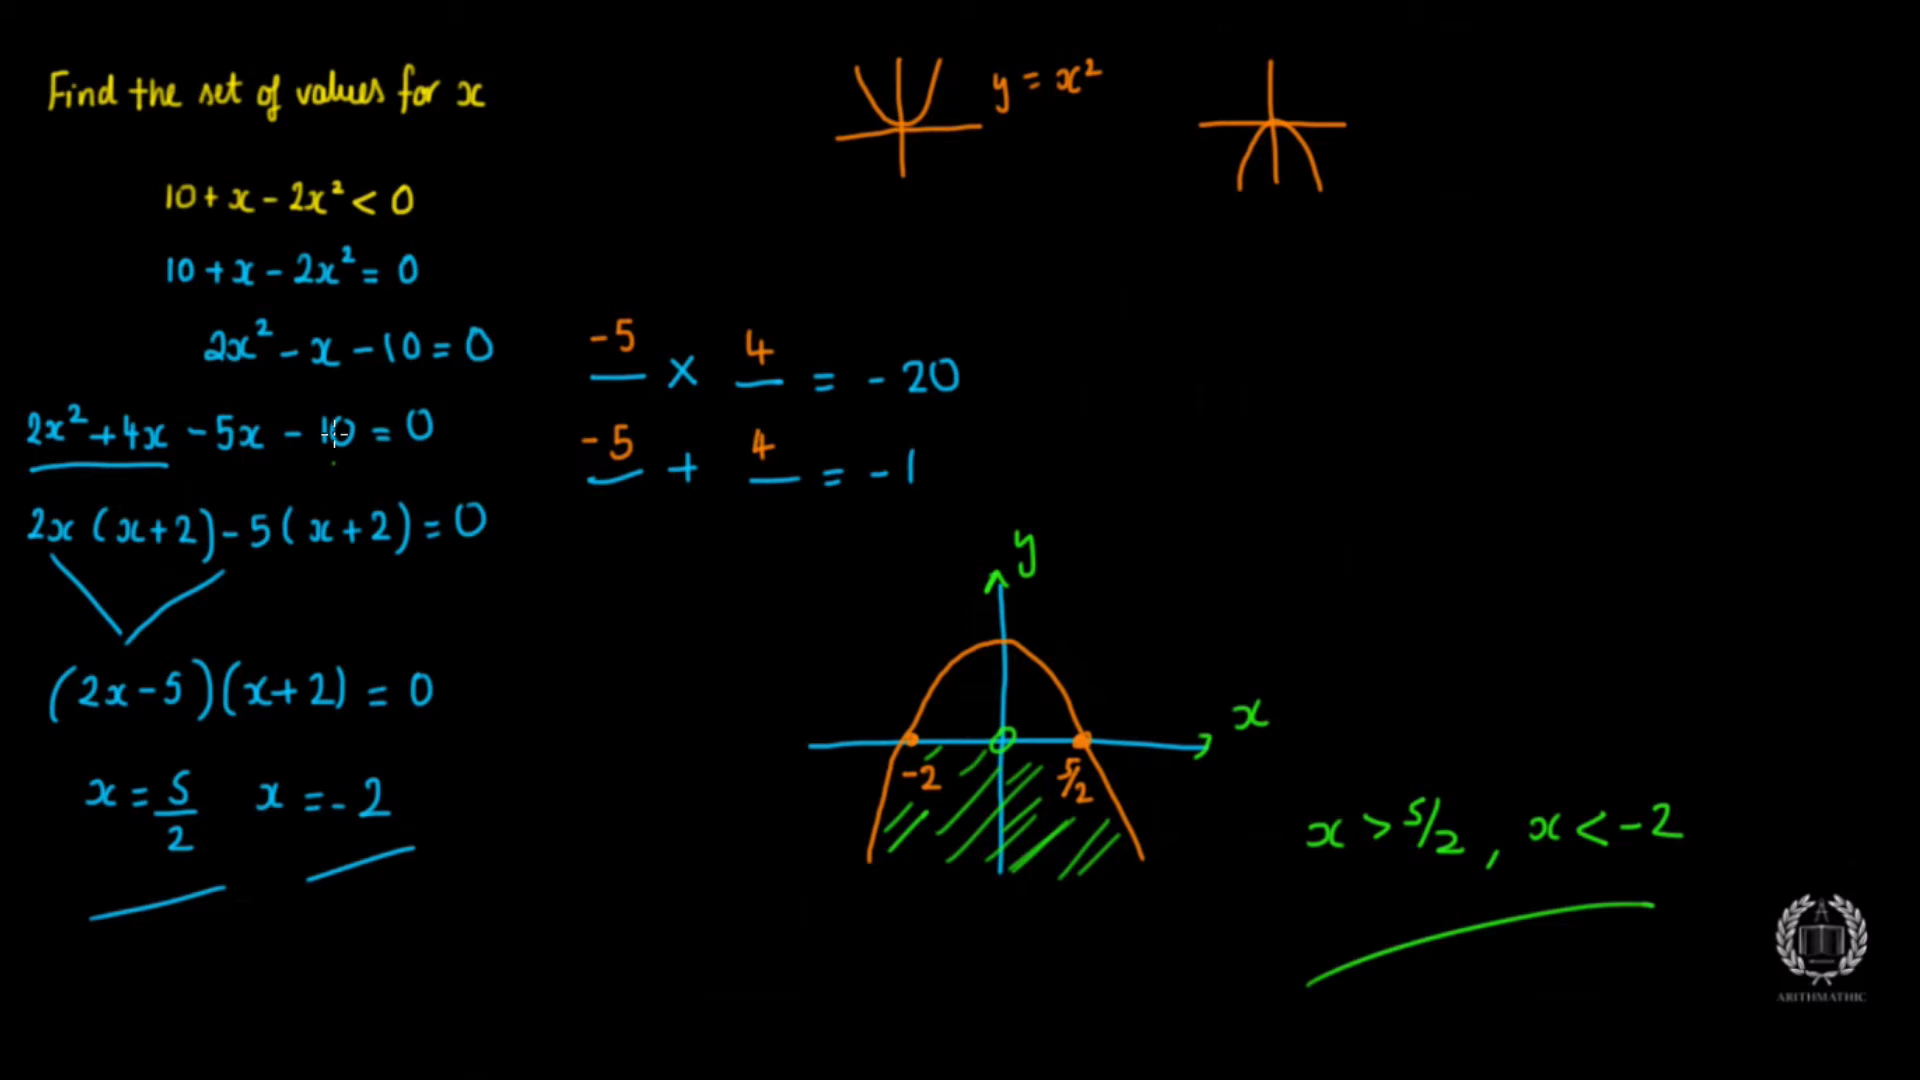 Find the set of values for x
10 + x - 2x² < 0
10 + x - 2x² = 0
2x² - x - 10 = 0
2x² + 4x - 5x - 10 = 0
2x (x+2) - 5 (x+2) = 0
(2x-5)(x+2) = 0
x = 5/2 x = -2
y = x²
-5 × 4 = -20
-5 + 4 = -1
y
x
-2 5/2
x > 5/2, x < -2
ARITHMATHIC